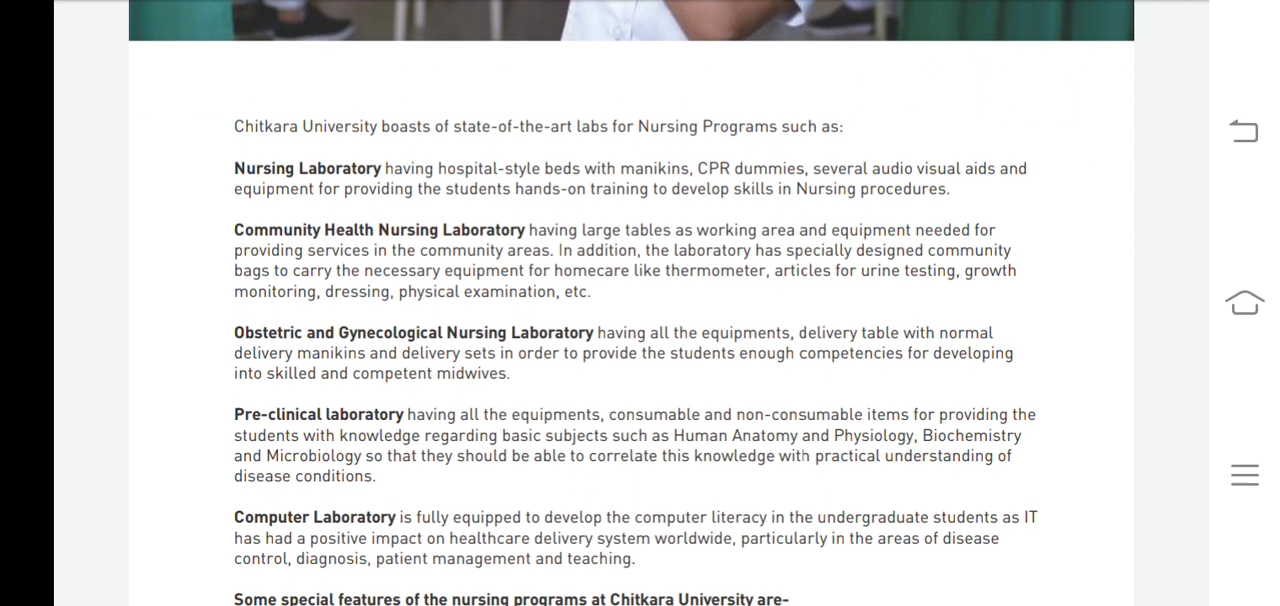 Chitkara University boasts of state-of-the-art labs for Nursing Programs such as:
Nursing Laboratory having hospital-style beds with manikins, CPR dummies, several audio visual aids and
equipment for providing the students hands-on training to develop skills in Nursing procedures.
Community Health Nursing Laboratory having large tables as working area and equipment needed for
providing services in the community areas. In addition, the laboratory has specially designed community
bags to carry the necessary equipment for homecare like thermometer, articles for urine testing, growth
monitoring, dressing, physical examination, etc.
Obstetric and Gynecological Nursing Laboratory having all the equipments, delivery table with normal
delivery manikins and delivery sets in order to provide the students enough competencies for developing
into skilled and competent midwives.
Pre-clinical laboratory having all the equipments, consumable and non-consumable items for providing the
students with knowledge regarding basic subjects such as Human Anatomy and Physiology, Biochemistry
and Microbiology so that they should be able to correlate this knowledge with practical understanding of
disease conditions.
Computer Laboratory is fully equipped to develop the computer literacy in the undergraduate students as IT
has had a positive impact on healthcare delivery system worldwide, particularly in the areas of disease
control, diagnosis, patient management and teaching.
Some special features of the nursing programs at Chitkara University are-